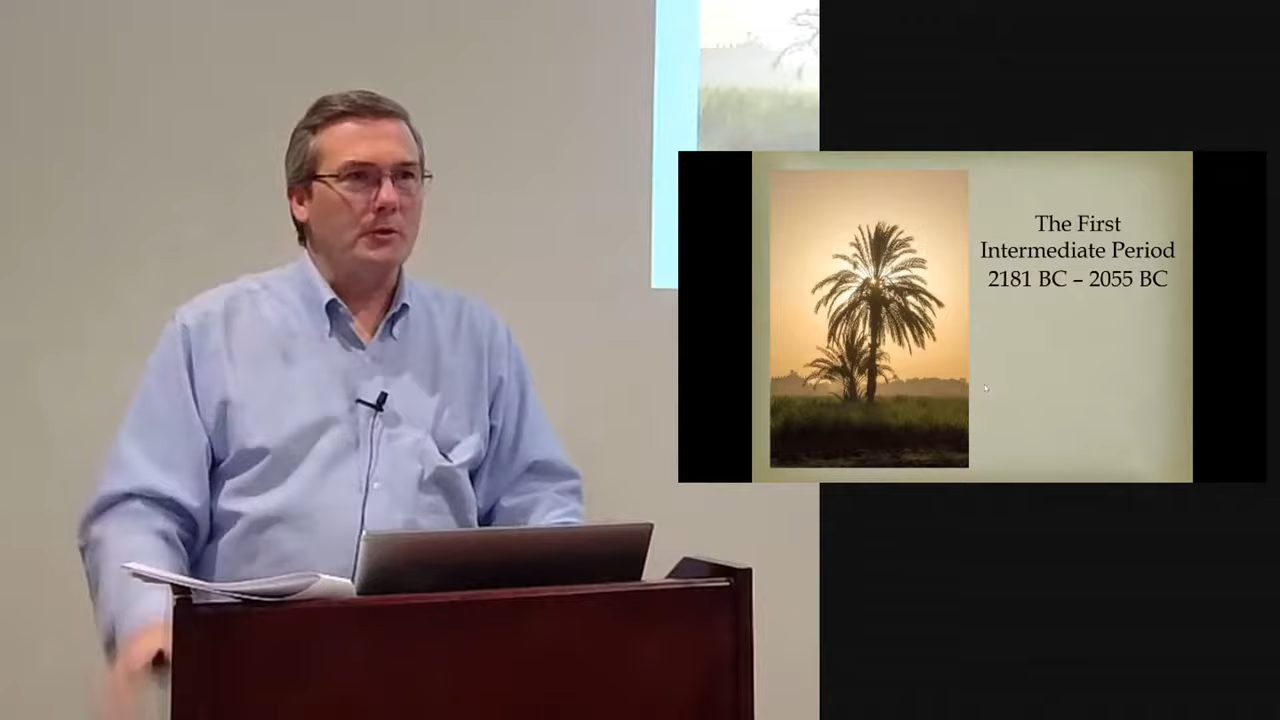 The First
Intermediate Period
2181 BC – 2055 BC